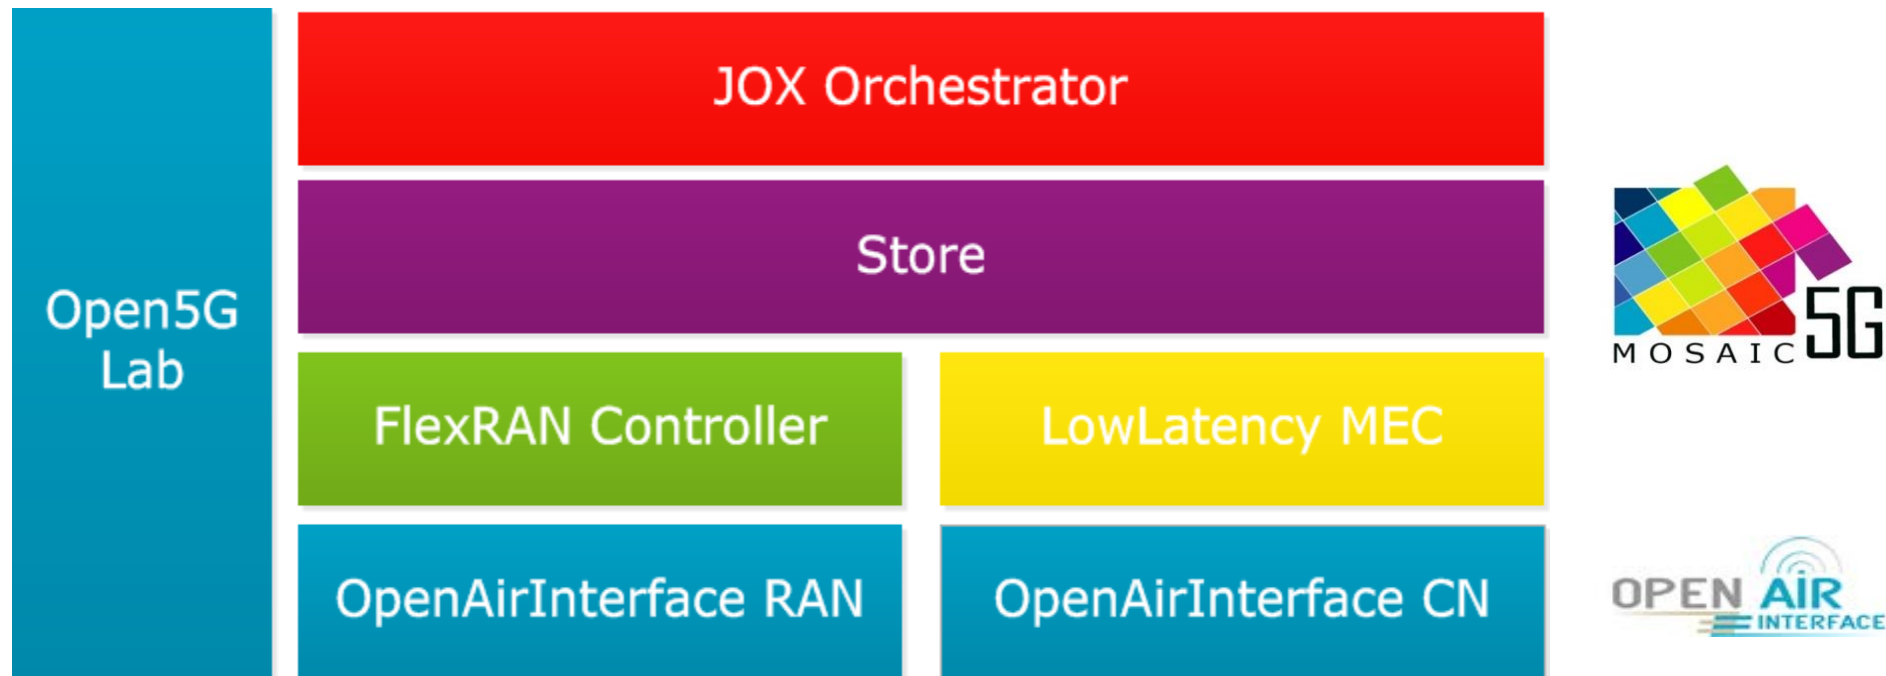 Open5G
Lab
JOX Orchestrator
Store
FlexRAN Controller
LowLatency MEC
OpenAirInterface RAN
OpenAirInterface CN
MOSAIC 5G
OPEN AIR
INTERFACE